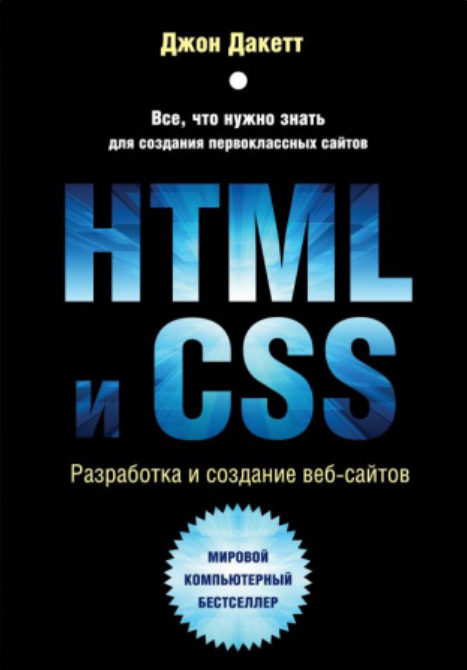 Джон Дакетт
Все, что нужно знать
для создания первоклассных сайтов
HTML
и CSS
Разработка и создание веб-сайтов
МИРОВОЙ
КОМПЬЮТЕРНЫЙ
БЕСТСЕЛЛЕР